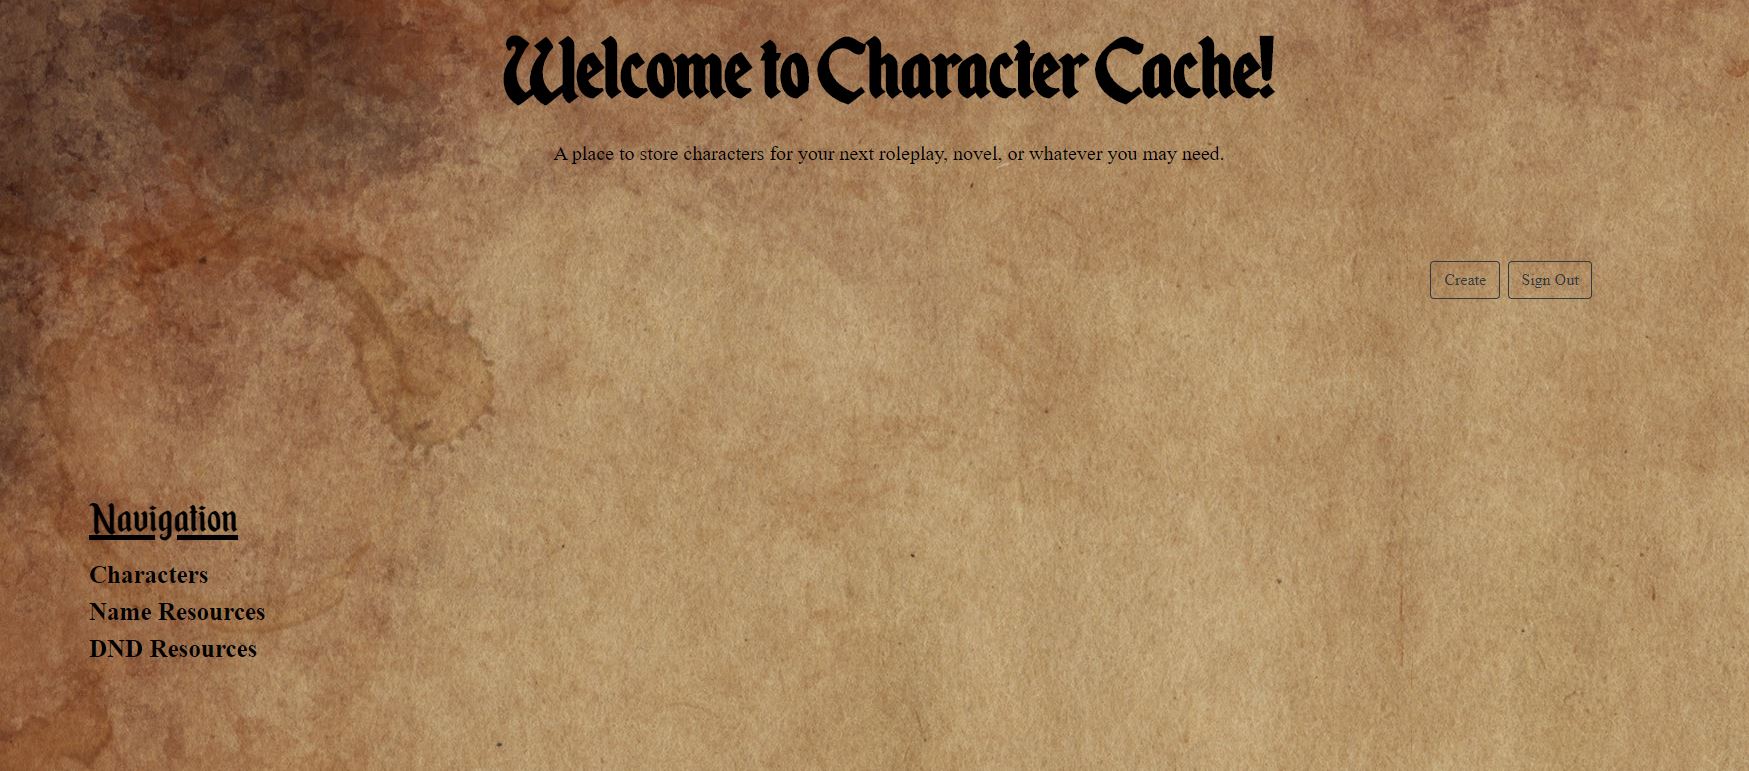 Welcome to Character Cache!
A place to store characters for your next roleplay, novel, or whatever you may need.
Create
Sign Out
Navigation
Characters
Name Resources
DND Resources